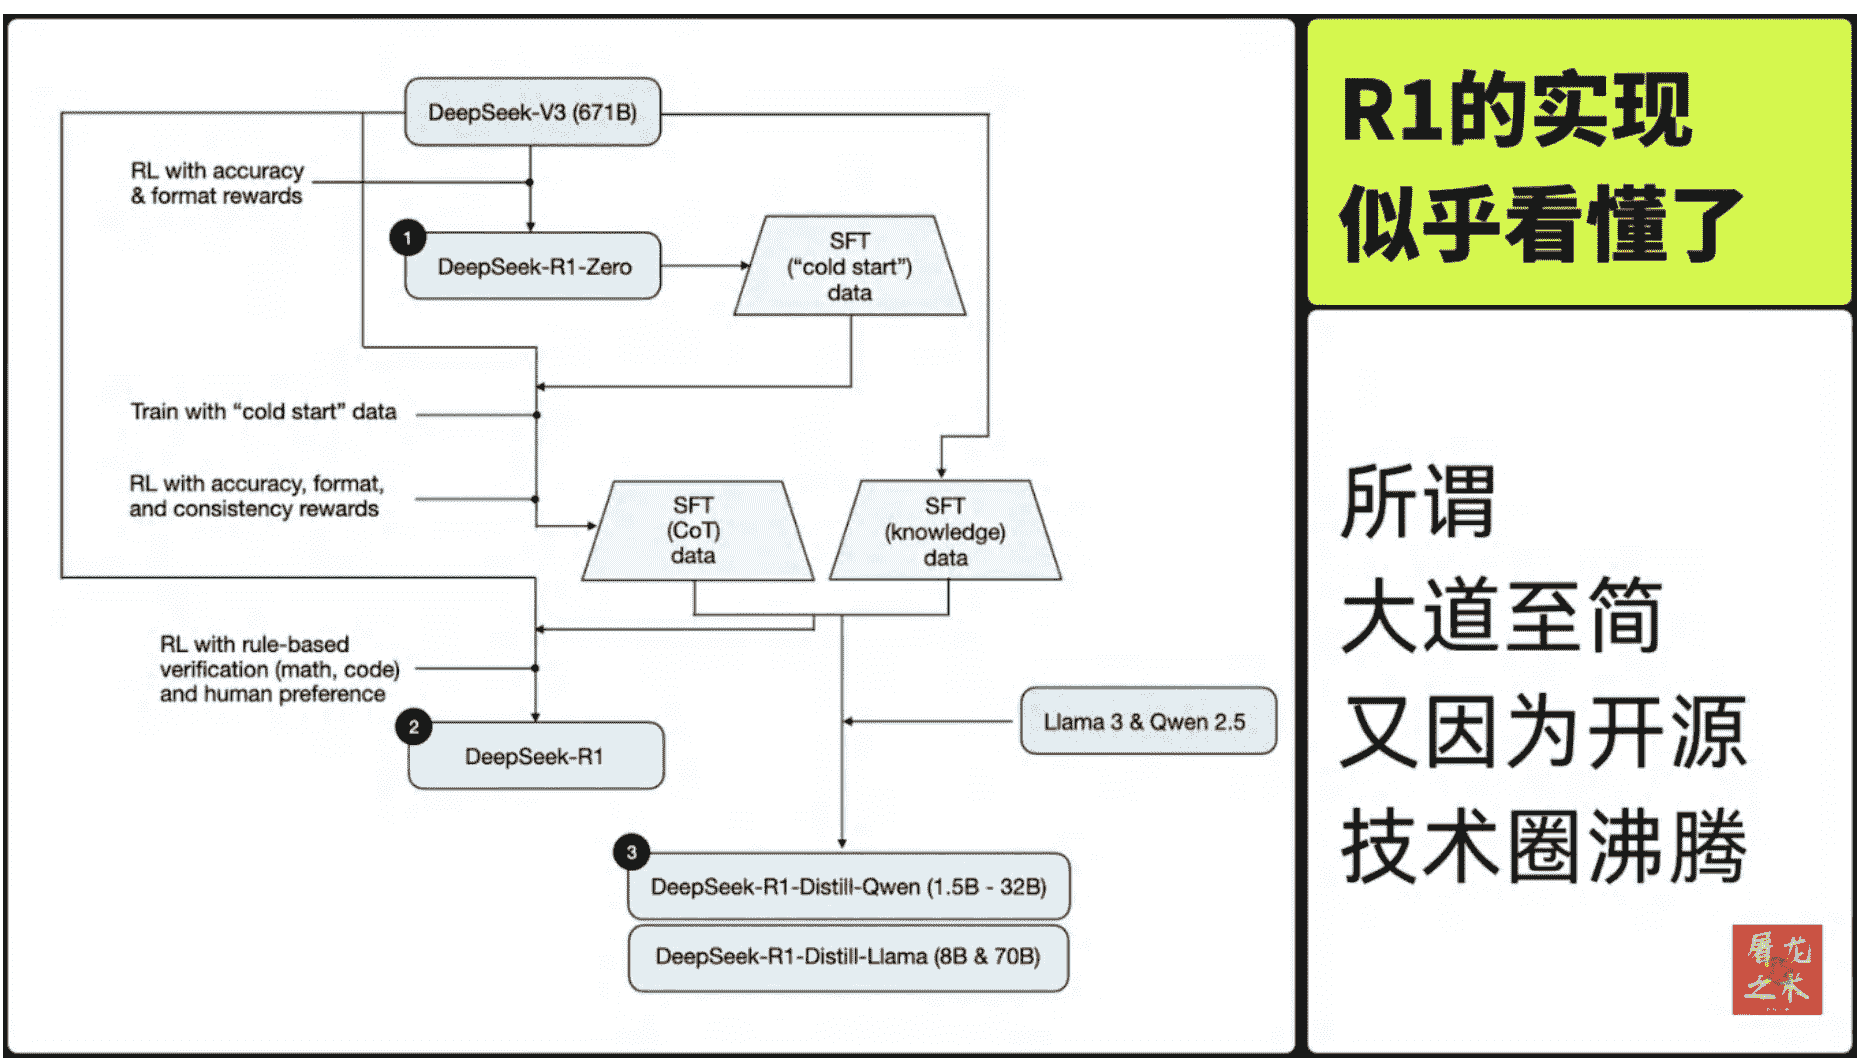 DeepSeek-V3 (671B)
RL with accuracy
& format rewards
1
DeepSeek-R1-Zero
SFT
(“cold start”)
data
Train with “cold start” data
RL with accuracy, format,
and consistency rewards
SFT
(CoT)
data
SFT
(knowledge)
data
RL with rule-based
verification (math, code)
and human preference
2
DeepSeek-R1
Llama 3 & Qwen 2.5
3
DeepSeek-R1-Distill-Qwen (1.5B - 32B)
DeepSeek-R1-Distill-Llama (8B & 70B)
R1的实现
似乎看懂了
所谓
大道至简
又因为开源
技术圈沸腾
屠龙
之术